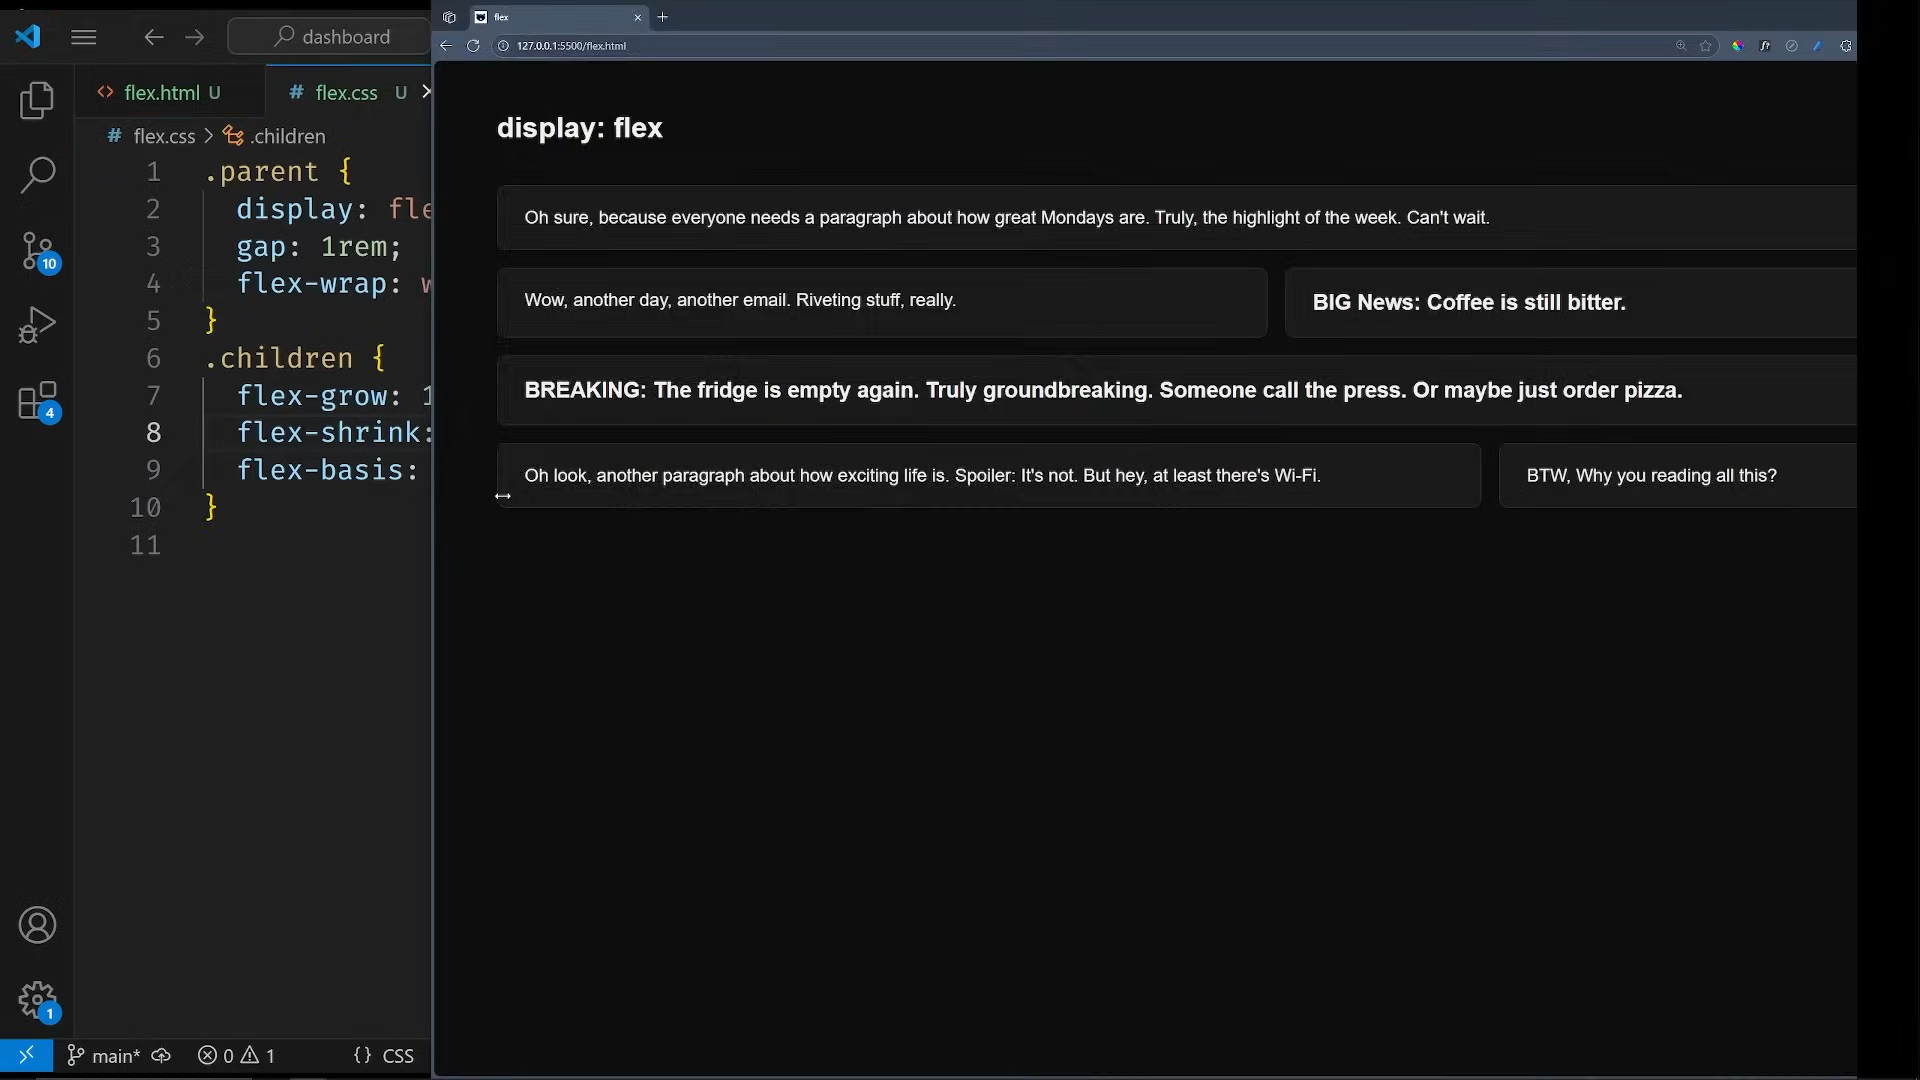 dashboard
flex.html U
flex.css U
flex.css > .children
1 .parent {
2 display: fle
3 gap: 1rem;
4 flex-wrap: w
5 }
6 .children {
7 flex-grow: 1
8 flex-shrink:
9 flex-basis:
10 }
11
10
4
1
main*
0
1
{} CSS
flex
127.0.0.1:5500/flex.html
display: flex
Oh sure, because everyone needs a paragraph about how great Mondays are. Truly, the highlight of the week. Can't wait.
Wow, another day, another email. Riveting stuff, really.
BIG News: Coffee is still bitter.
BREAKING: The fridge is empty again. Truly groundbreaking. Someone call the press. Or maybe just order pizza.
Oh look, another paragraph about how exciting life is. Spoiler: It's not. But hey, at least there's Wi-Fi.
BTW, Why you reading all this?